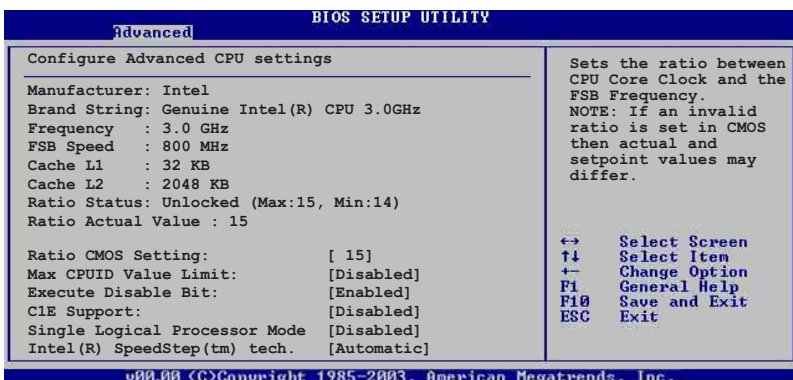 BIOS SETUP UTILITY
Advanced
Configure Advanced CPU settings
Manufacturer: Intel
Brand String: Genuine Intel(R) CPU 3.0GHz
Frequency : 3.0 GHz
FSB Speed : 800 MHz
Cache L1 : 32 KB
Cache L2 : 2048 KB
Ratio Status: Unlocked (Max:15, Min:14)
Ratio Actual Value : 15
Ratio CMOS Setting: [ 15]
Max CPUID Value Limit: [Disabled]
Execute Disable Bit: [Enabled]
C1E Support: [Disabled]
Single Logical Processor Mode [Disabled]
Intel(R) SpeedStep(tm) tech. [Automatic]
Sets the ratio between
CPU Core Clock and the
FSB Frequency.
NOTE: If an invalid
ratio is set in CMOS
then actual and
setpoint values may
differ.
↔ Select Screen
↑↓ Select Item
+- Change Option
F1 General Help
F10 Save and Exit
ESC Exit
v00.00 (C)Copyright 1985-2003, American Megatrends, Inc.